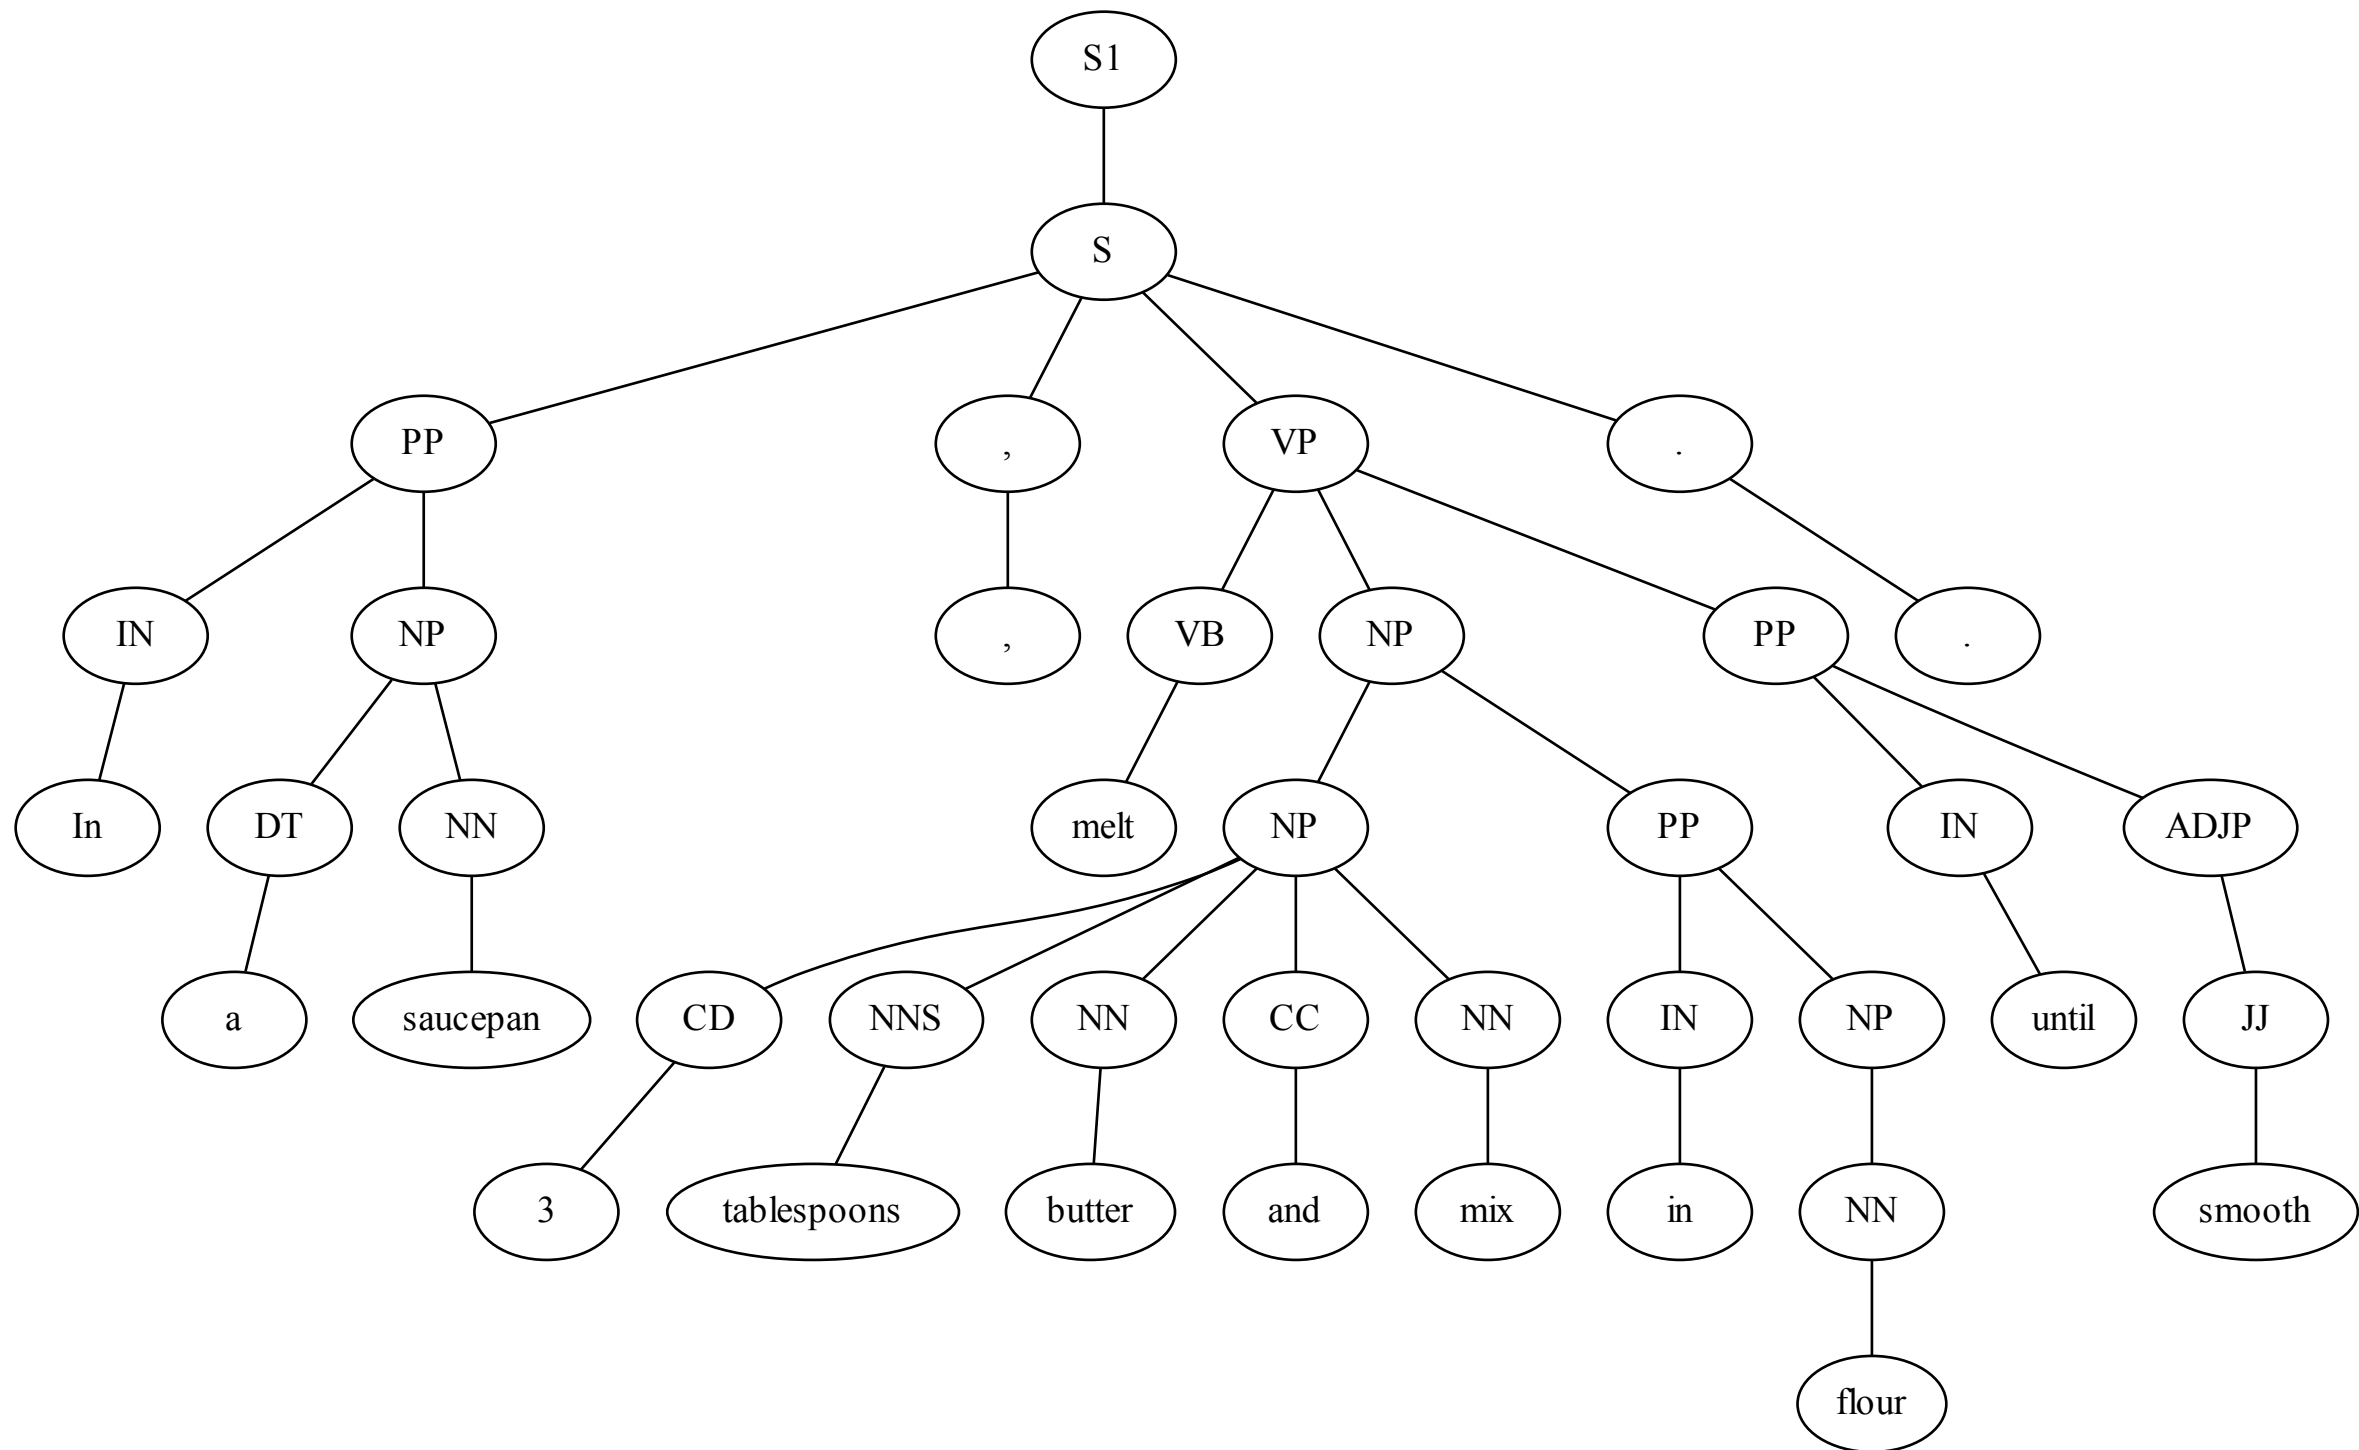 S1
S
PP , VP .
IN NP , VB NP PP .
In DT NN melt NP PP IN ADJP
a saucepan CD NNS NN CC NN IN NP until JJ
3 tablespoons butter and mix in NN smooth
flour